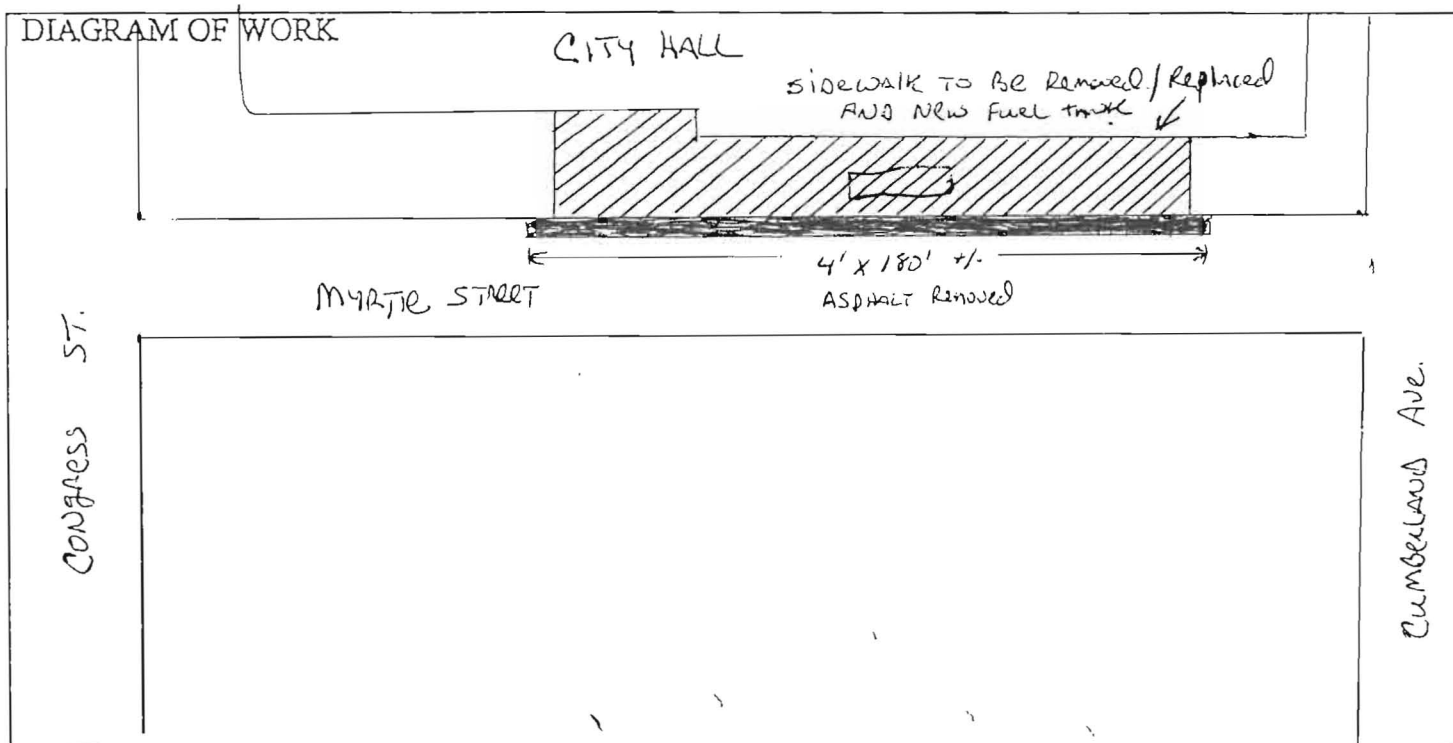 DIAGRAM OF WORK
CITY HALL
SIDEWALK TO BE Removed/Replaced
AND NEW FUEL tank
4' X 180' +/-
ASPHALT Removed
MYRTLE STREET
CONgRESS ST.
CUMBERLAND AVE.